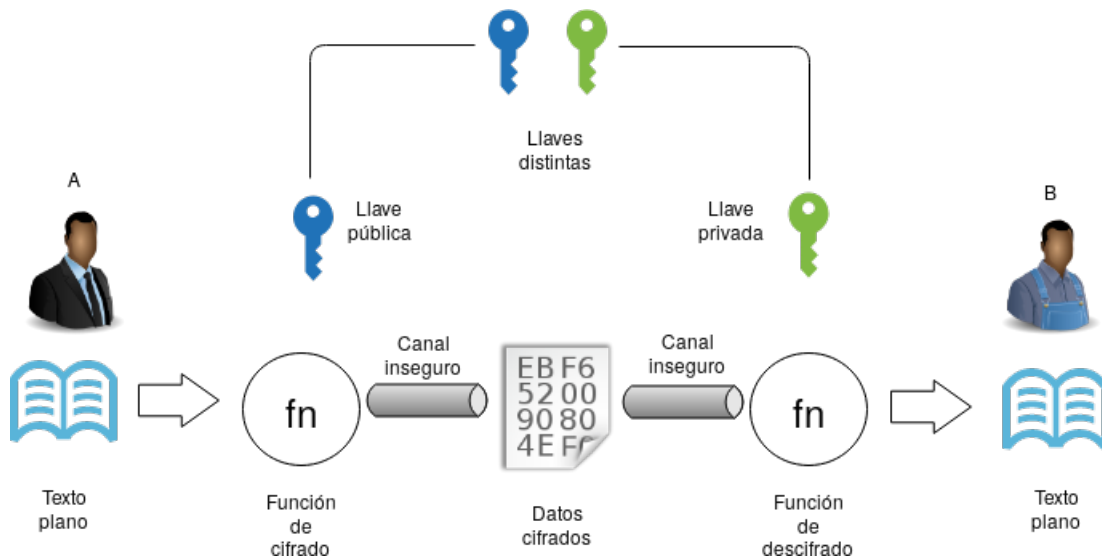 Llaves
distintas
A
Llave
pública
Llave
privada
B
Canal
inseguro
Canal
inseguro
fn
EB F6
52 00
90 80
4E F0
fn
Texto
plano
Función
de
cifrado
Datos
cifrados
Función
de
descifrado
Texto
plano